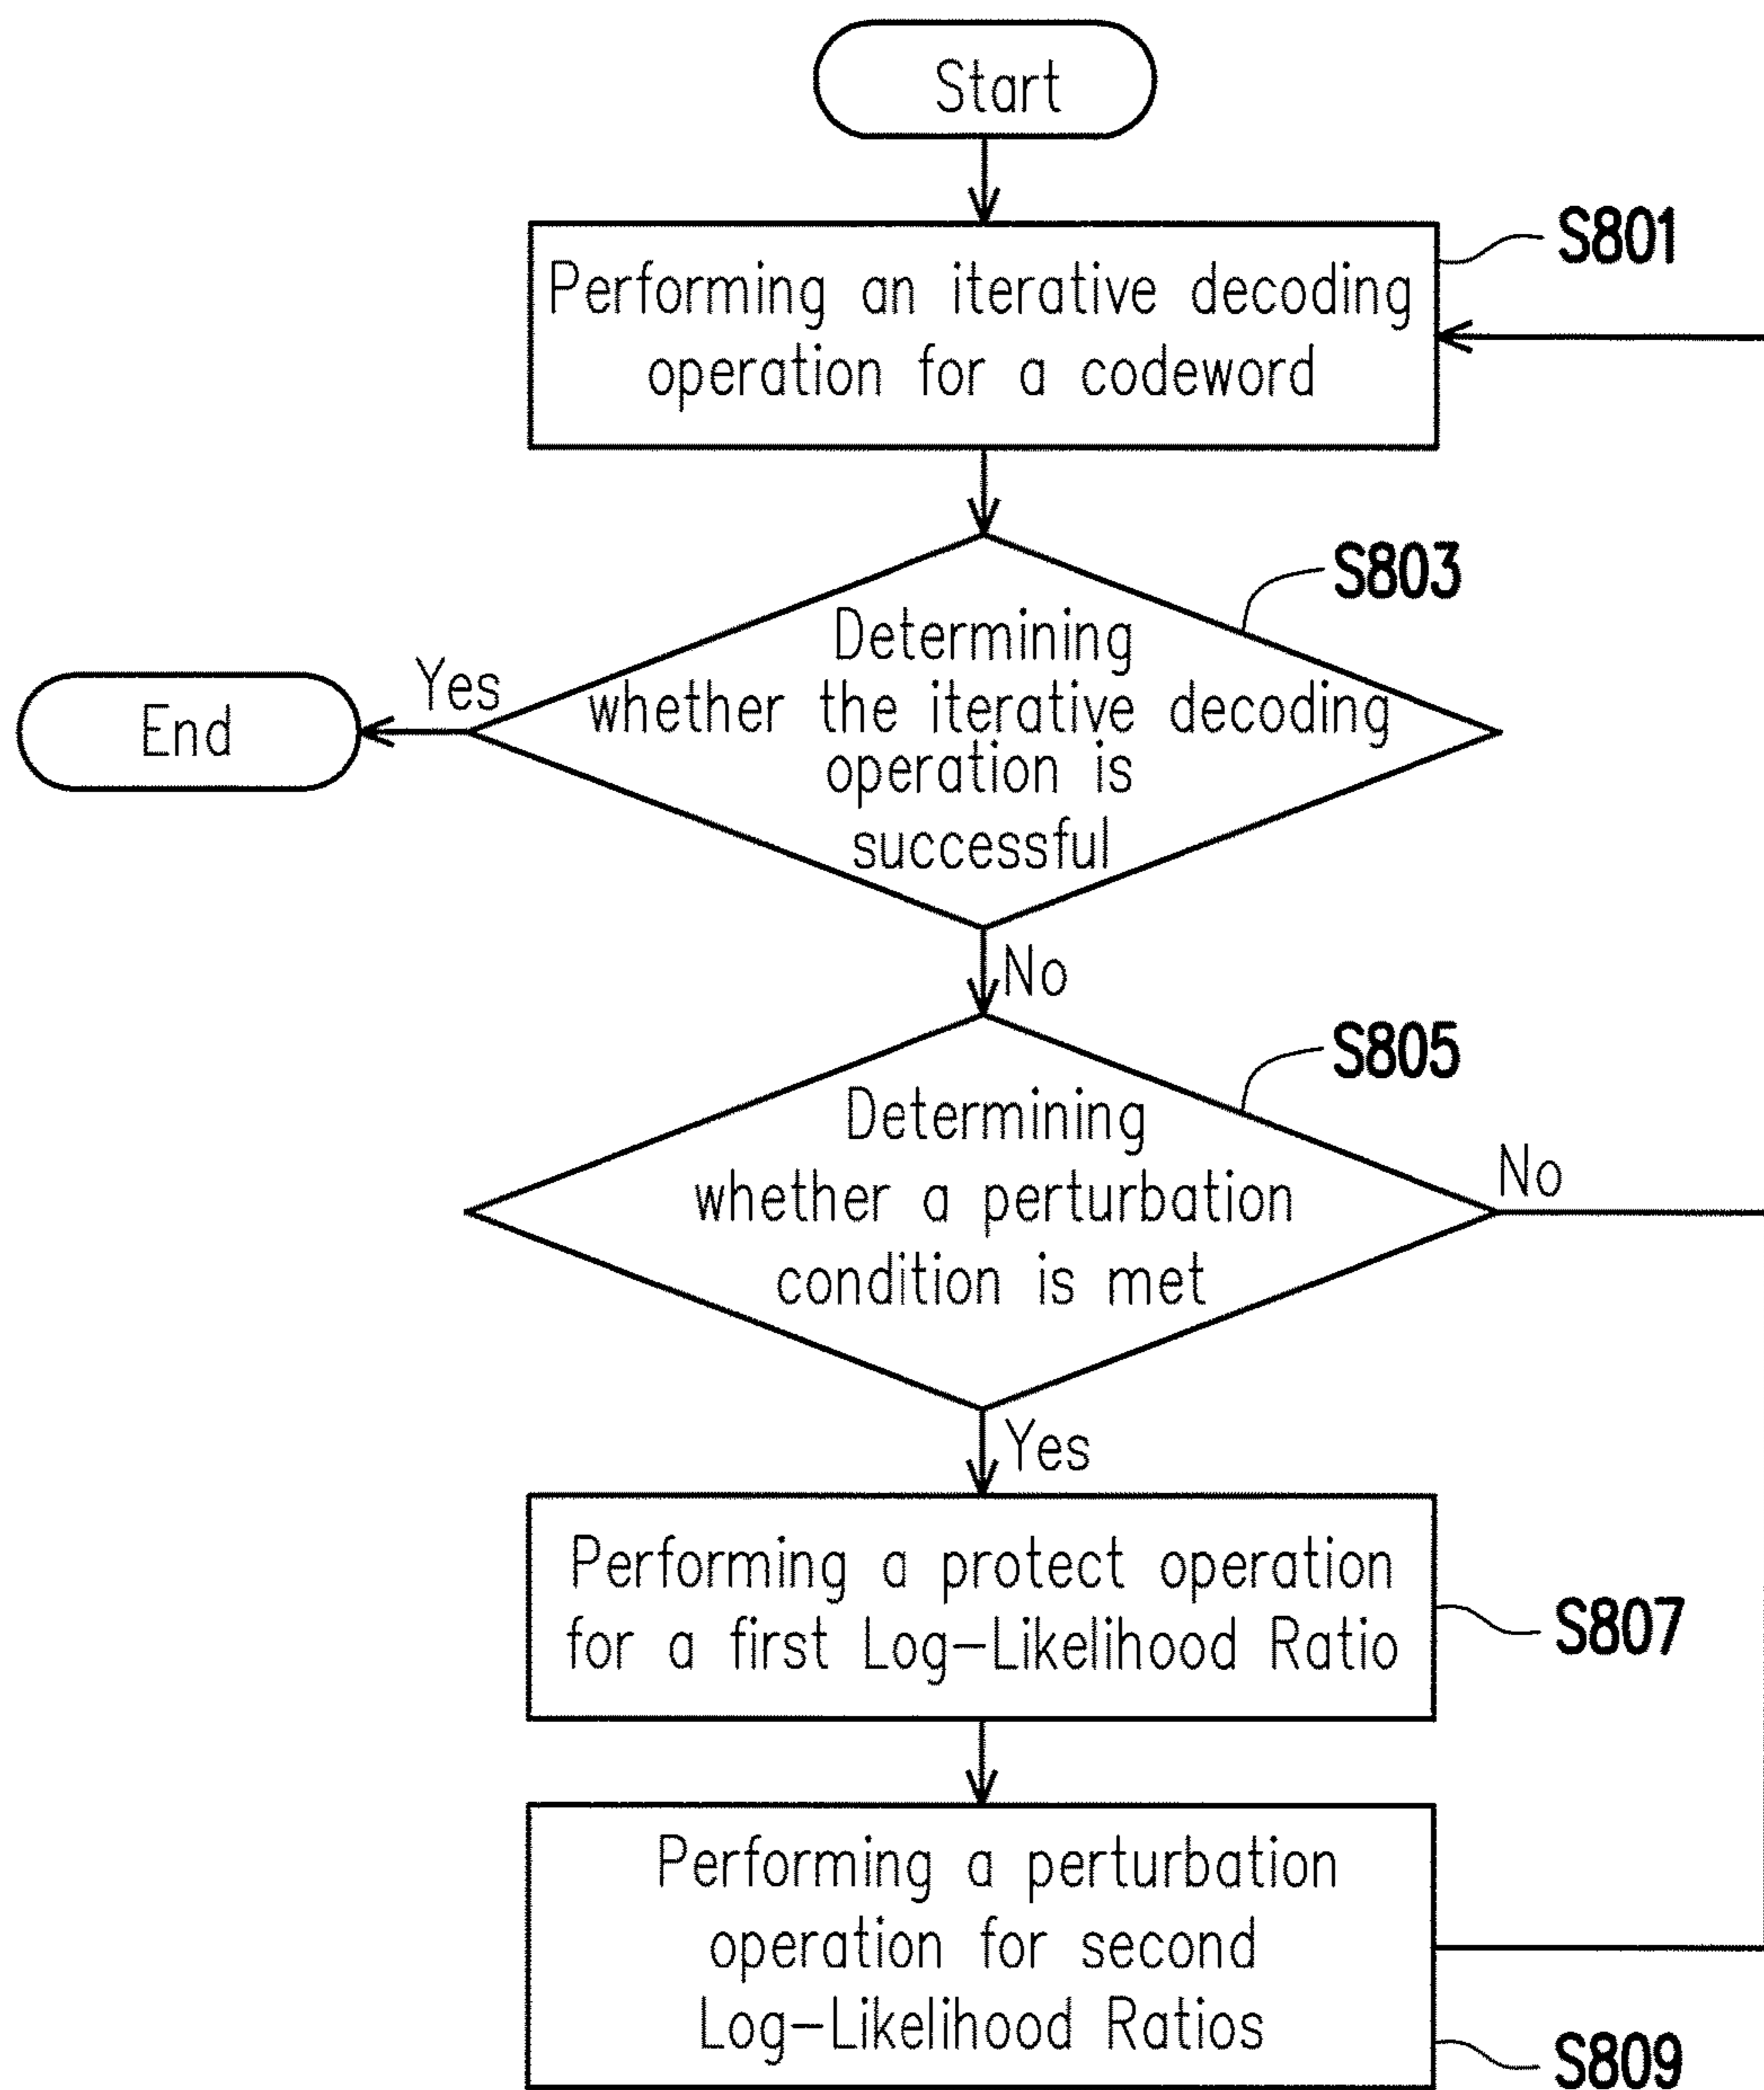 Start
Performing an iterative decoding
operation for a codeword
S801
Determining
whether the iterative decoding
operation is
successful
S803
Yes
End
No
Determining
whether a perturbation
condition is met
S805
No
Yes
Performing a protect operation
for a first Log-Likelihood Ratio
S807
Performing a perturbation
operation for second
Log-Likelihood Ratios
S809